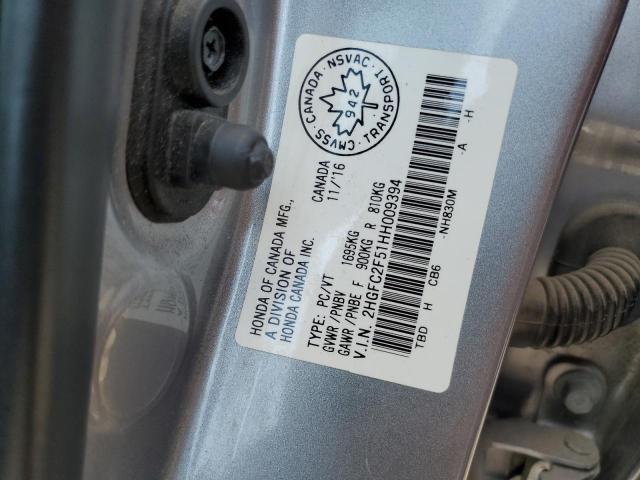 HONDA OF CANADA MFG.,
A DIVISION OF
HONDA CANADA INC.
CANADA
11/'16
CMVSS·CANADA·NSVAC
TRANSPORT
942
TYPE: PC/VT
GVWR/PNBV 1695KG
GAWR/PNBE F 900KG R 810KG
V.I.N. 2HGFC2F51HH009394
TBD H CB6 -NH830M -A -H